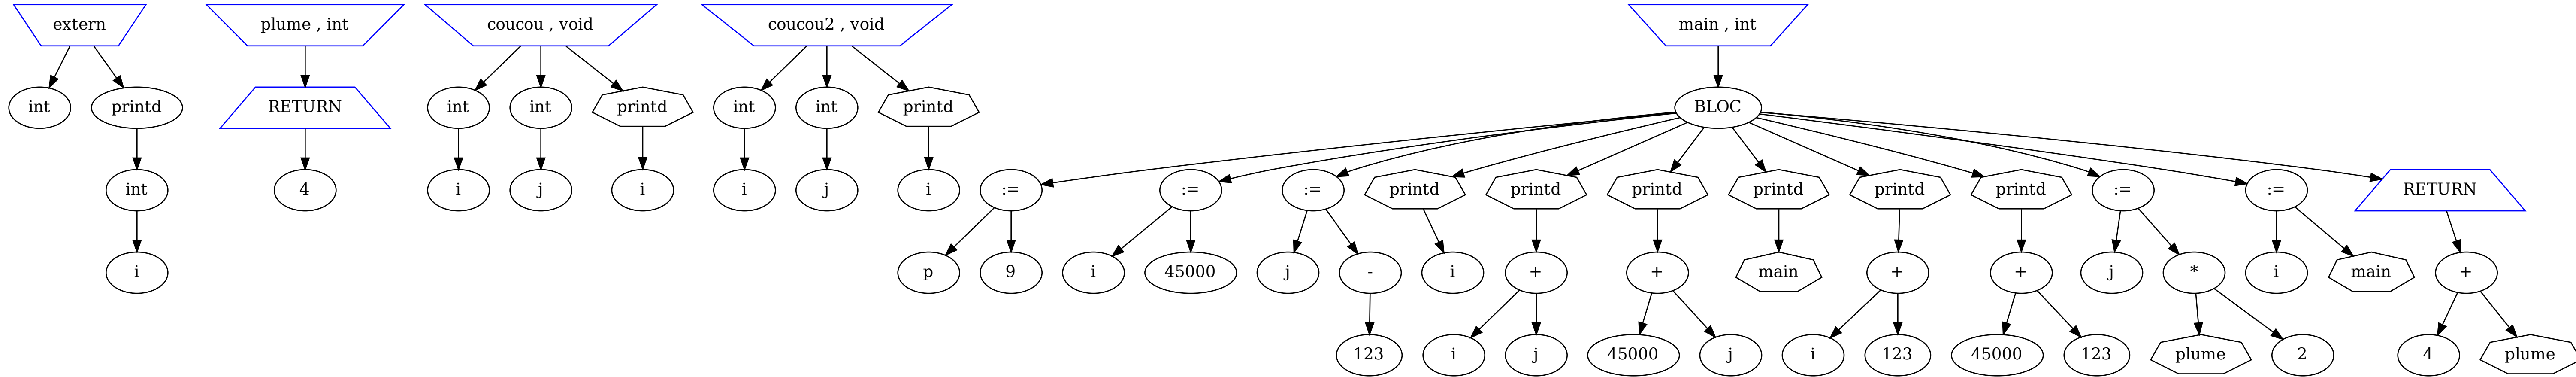 extern plume , int coucou , void coucou2 , void main , int
int printd RETURN int int printd int int printd BLOC
int 4 i j i i j i := := := printd printd printd printd printd printd := := RETURN
i p 9 i 45000 j - i + + main + + j * i main +
123 i j 45000 j i 123 45000 123 plume 2 4 plume